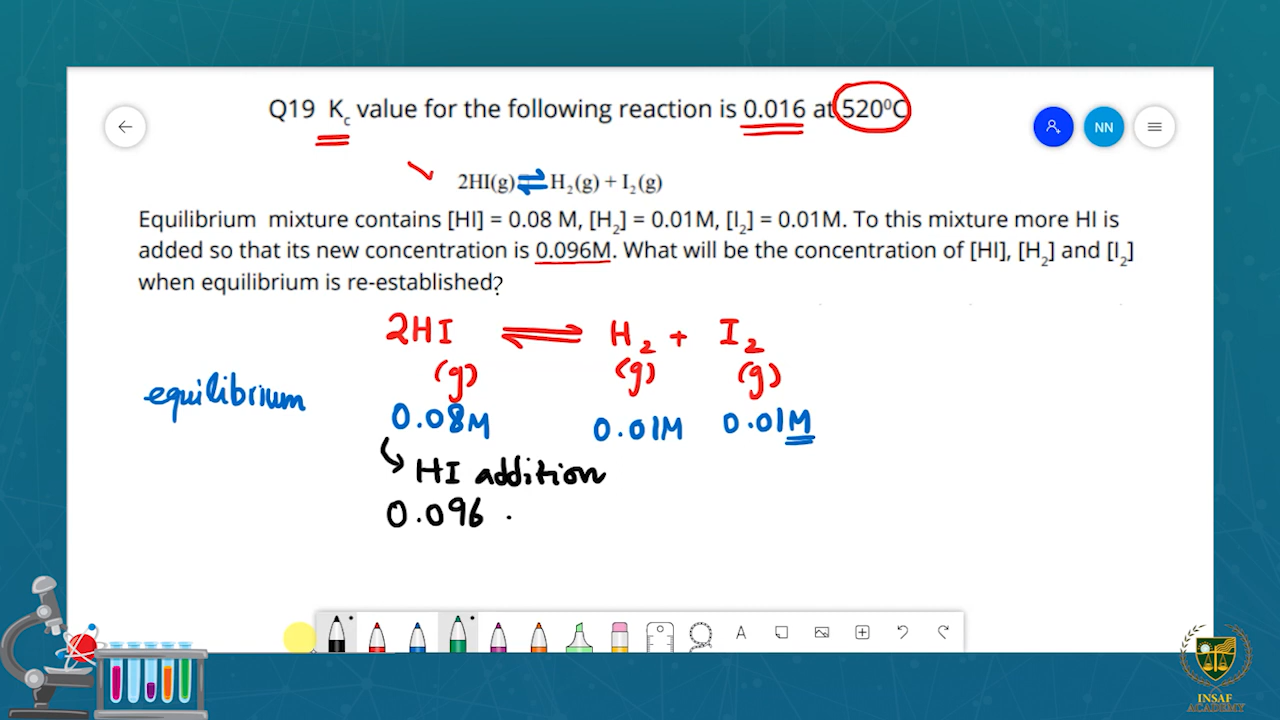 Q19 K꜀ value for the following reaction is 0.016 at 520⁰C
NN
2HI(g) ⇌ H₂(g) + I₂(g)
Equilibrium mixture contains [HI] = 0.08 M, [H₂] = 0.01M, [I₂] = 0.01M. To this mixture more HI is
added so that its new concentration is 0.096M. What will be the concentration of [HI], [H₂] and [I₂]
when equilibrium is re-established?
2HI ⇌ H₂ + I₂
(g) (g) (g)
equilibrium 0.08M 0.01M 0.01M
HI addition
0.096
A
INSAF
ACADEMY